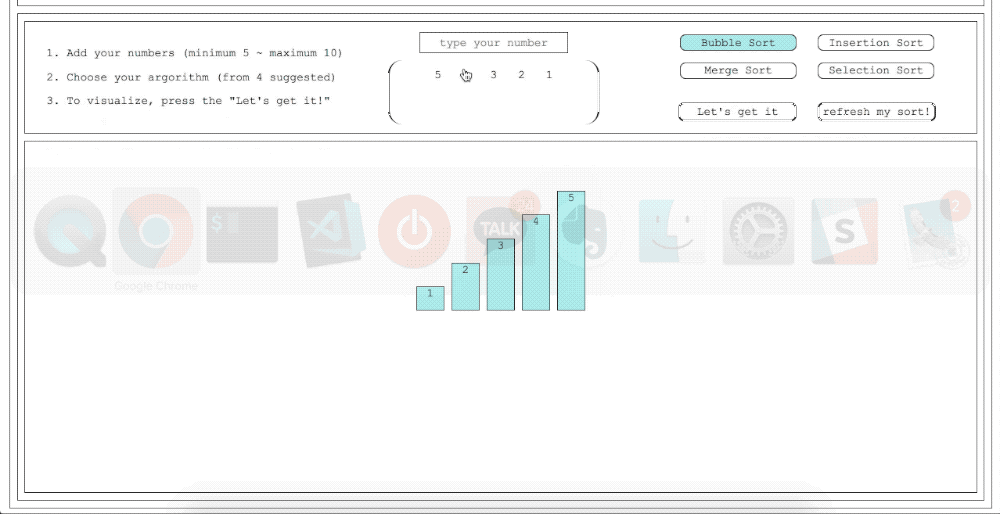 1. Add your numbers (minimum 5 ~ maximum 10)
2. Choose your argorithm (from 4 suggested)
3. To visualize, press the "Let's get it!"
type your number
5 3 2 1
Bubble Sort
Insertion Sort
Merge Sort
Selection Sort
Let's get it
refresh my sort!
1
2
3
4
5
$
TALK
24
S
2
Google Chrome